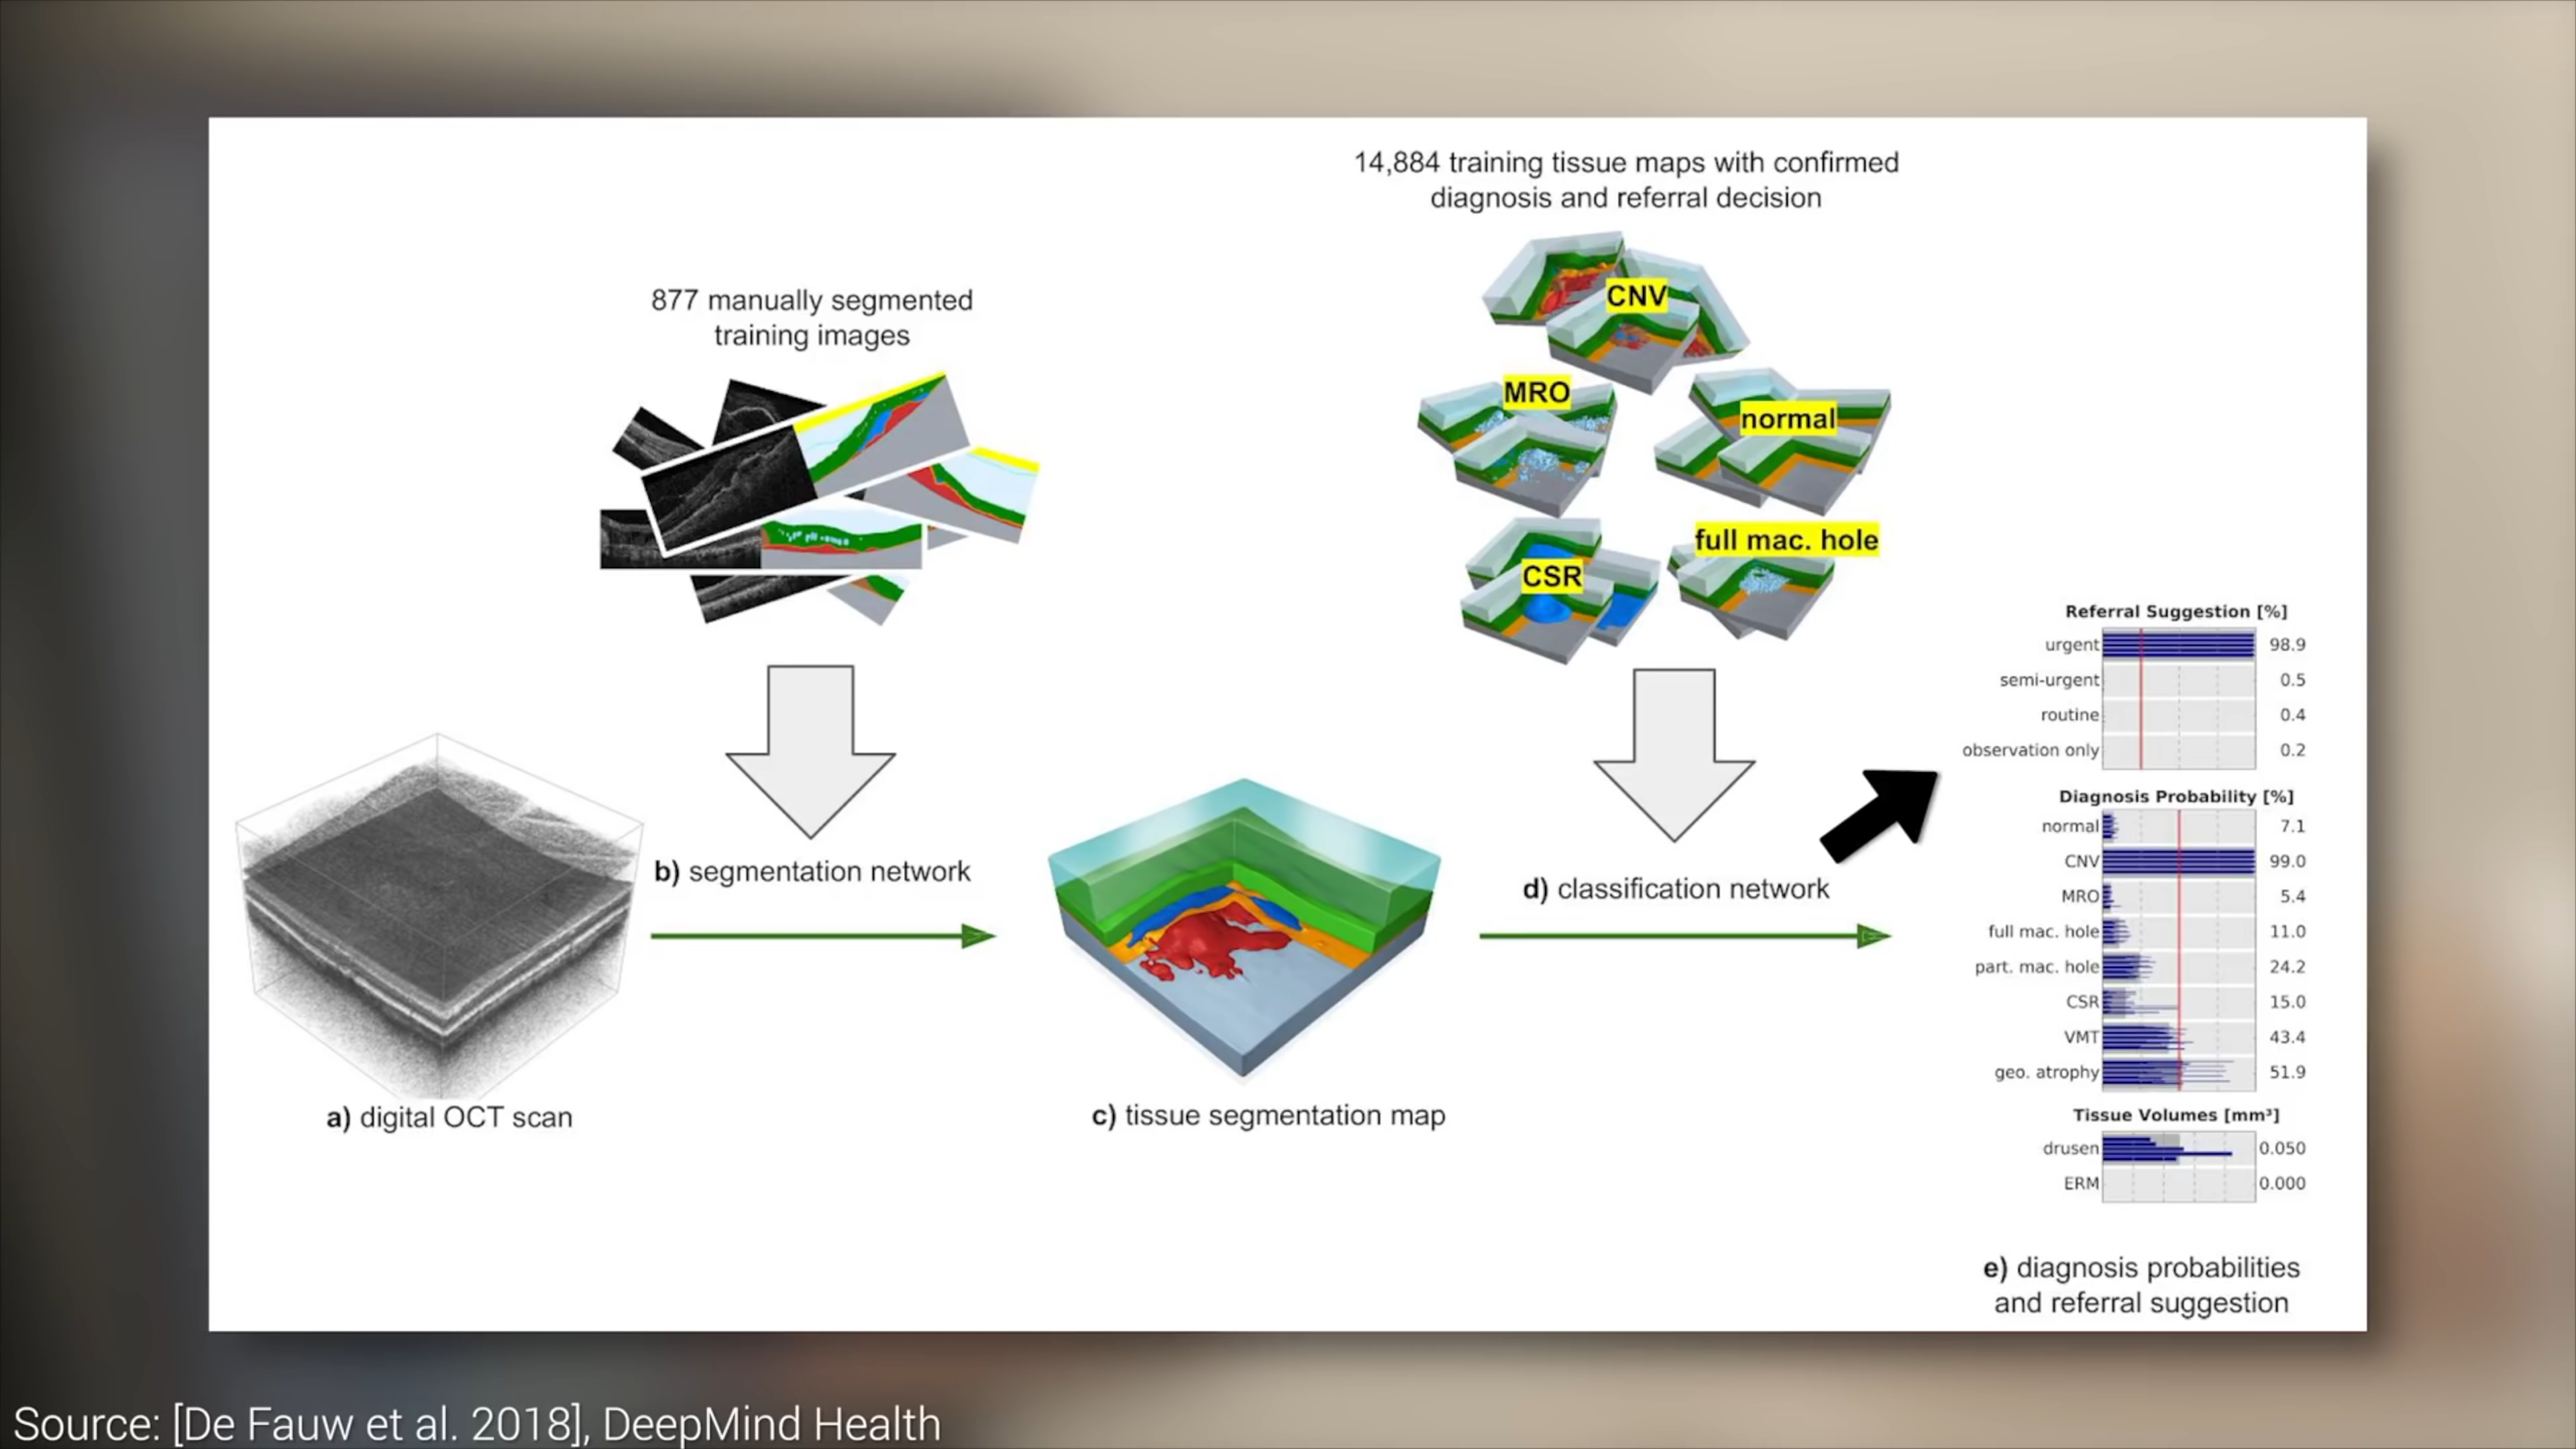 14,884 training tissue maps with confirmed
diagnosis and referral decision
877 manually segmented
training images
CNV
MRO
normal
full mac. hole
CSR
b) segmentation network
d) classification network
a) digital OCT scan
c) tissue segmentation map
Referral Suggestion [%]
urgent 98.9
semi-urgent 0.5
routine 0.4
observation only 0.2
Diagnosis Probability [%]
normal 7.1
CNV 99.0
MRO 5.4
full mac. hole 11.0
part. mac. hole 24.2
CSR 15.0
VMT 43.4
geo. atrophy 51.9
Tissue Volumes [mm³]
drusen 0.050
ERM 0.000
e) diagnosis probabilities
and referral suggestion
Source: [De Fauw et al. 2018], DeepMind Health